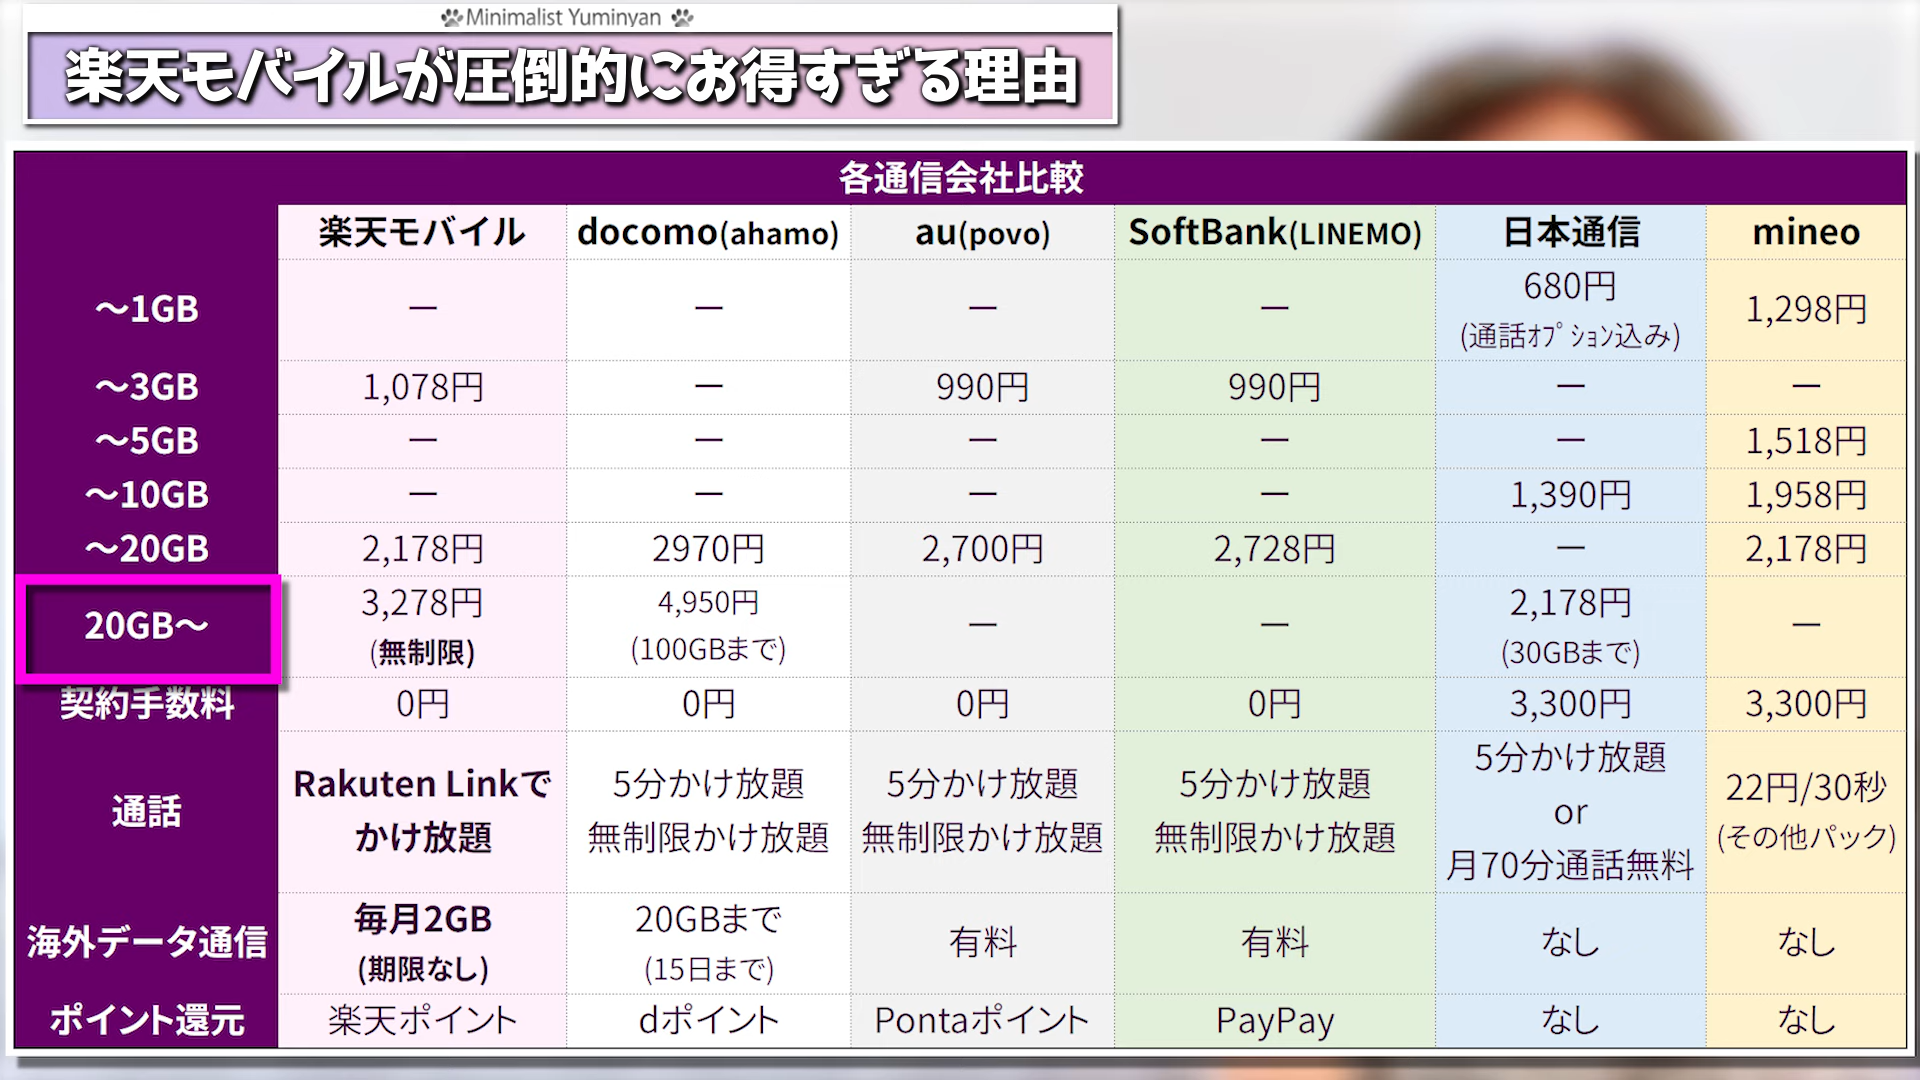 Minimalist Yuminyan
楽天モバイルが圧倒的にお得すぎる理由
各通信会社比較
楽天モバイル docomo(ahamo) au(povo) SoftBank(LINEMO) 日本通信 mineo
～1GB ー ー ー ー 680円 1,298円
(通話ｵﾌﾟｼｮﾝ込み)
～3GB 1,078円 ー 990円 990円 ー ー
～5GB ー ー ー ー ー 1,518円
～10GB ー ー ー ー 1,390円 1,958円
～20GB 2,178円 2970円 2,700円 2,728円 ー 2,178円
20GB～ 3,278円 4,950円 ー ー 2,178円 ー
(無制限) (100GBまで) (30GBまで)
契約手数料 0円 0円 0円 0円 3,300円 3,300円
通話 Rakuten Linkで 5分かけ放題 5分かけ放題 5分かけ放題 5分かけ放題 22円/30秒
かけ放題 無制限かけ放題 無制限かけ放題 無制限かけ放題 or (その他パック)
月70分通話無料
海外データ通信 毎月2GB 20GBまで 有料 有料 なし なし
(期限なし) (15日まで)
ポイント還元 楽天ポイント dポイント Pontaポイント PayPay なし なし